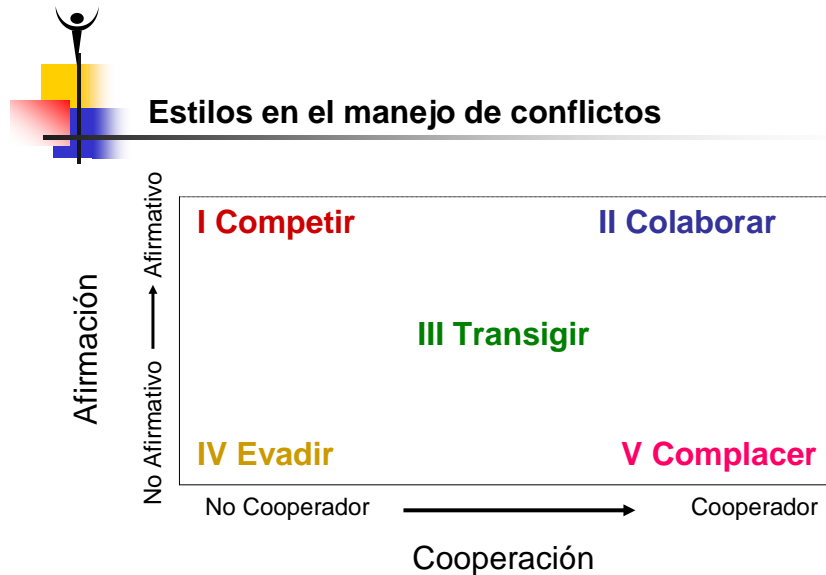 Estilos en el manejo de conflictos
Afirmación
No Afirmativo
Afirmativo
I Competir
II Colaborar
III Transigir
IV Evadir
V Complacer
No Cooperador
Cooperador
Cooperación